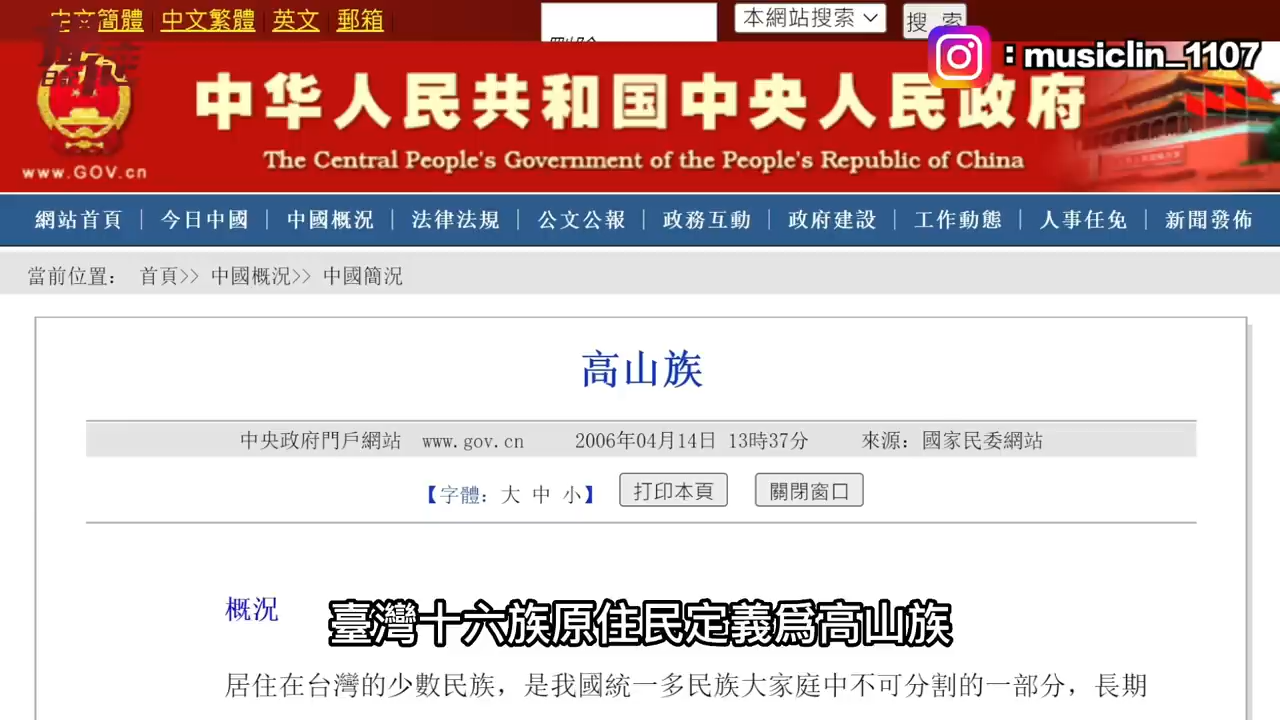 中文簡體 中文繁體 英文 郵箱
本網站搜索 搜 索
: musiclin_1107
中华人民共和国中央人民政府
www.GOV.cn
The Central People's Government of the People's Republic of China
網站首頁 | 今日中國 | 中國概況 | 法律法規 | 公文公報 | 政務互動 | 政府建設 | 工作動態 | 人事任免 | 新聞發佈
當前位置： 首頁>> 中國概況>> 中國簡況
高山族
中央政府門戶網站 www.gov.cn 2006年04月14日 13時37分 來源：國家民委網站
【字體：大 中 小】 打印本頁 關閉窗口
概況
臺灣十六族原住民定義爲高山族
居住在台灣的少數民族，是我國統一多民族大家庭中不可分割的一部分，長期